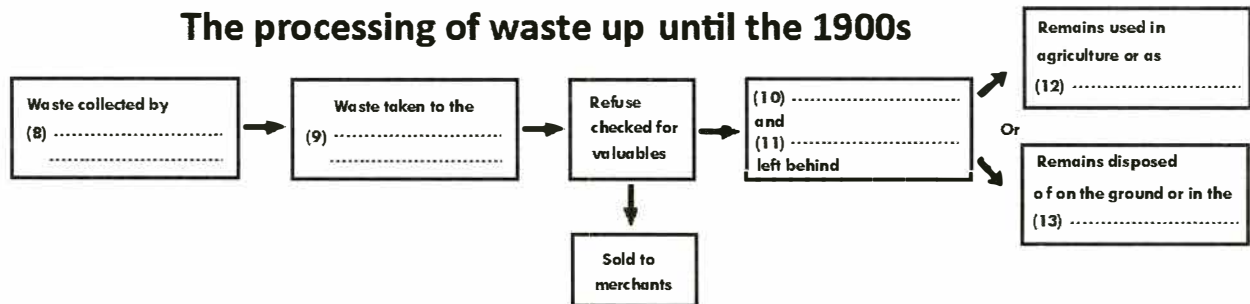 The processing of waste up until the 1900s
Waste collected by
(8) ................................
................................
Waste taken to the
(9) ................................
................................
Refuse
checked for
valuables
Sold to
merchants
(10) ................................
and
(11) ................................
left behind
Remains used in
agriculture or as
(12) ................................
Or
Remains disposed
of on the ground or in the
(13) ................................